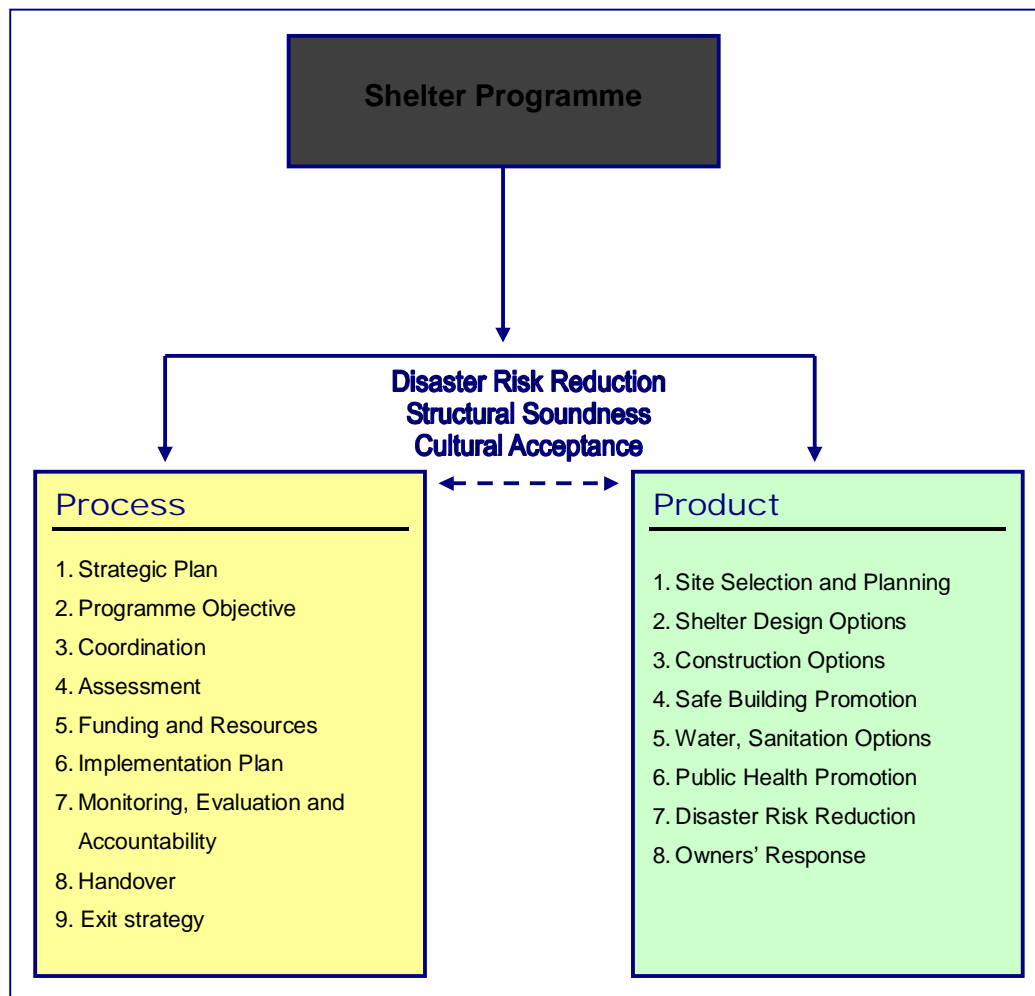 Shelter Programme
Disaster Risk Reduction
Structural Soundness
Cultural Acceptance
Process
1. Strategic Plan
2. Programme Objective
3. Coordination
4. Assessment
5. Funding and Resources
6. Implementation Plan
7. Monitoring, Evaluation and
Accountability
8. Handover
9. Exit strategy
Product
1. Site Selection and Planning
2. Shelter Design Options
3. Construction Options
4. Safe Building Promotion
5. Water, Sanitation Options
6. Public Health Promotion
7. Disaster Risk Reduction
8. Owners’ Response